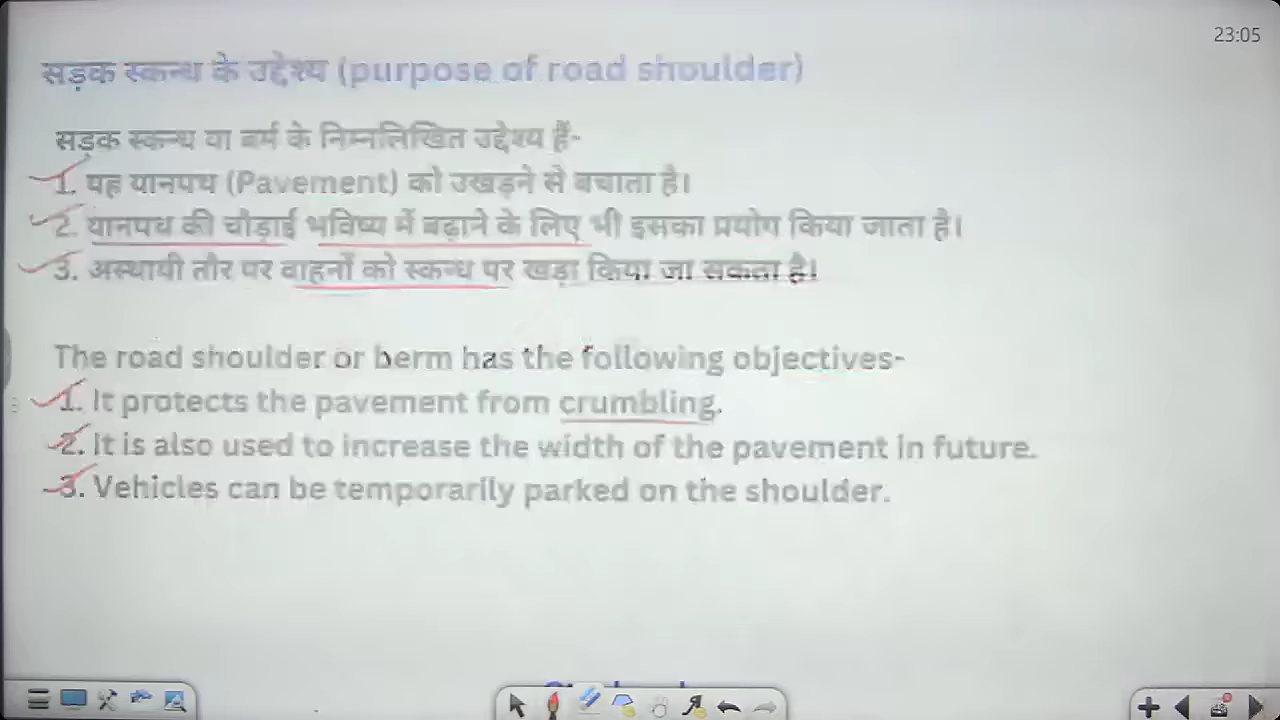 23:05
सड़क स्कन्ध के उद्देश्य (purpose of road shoulder)
सड़क स्कन्ध या बर्म के निम्नलिखित उद्देश्य हैं-
1. यह यानपथ (Pavement) को उखड़ने से बचाता है।
2. यानपथ की चौड़ाई भविष्य में बढ़ाने के लिए भी इसका प्रयोग किया जाता है।
3. अस्थायी तौर पर वाहनों को स्कन्ध पर खड़ा किया जा सकता है।
The road shoulder or berm has the following objectives-
1. It protects the pavement from crumbling.
2. It is also used to increase the width of the pavement in future.
3. Vehicles can be temporarily parked on the shoulder.